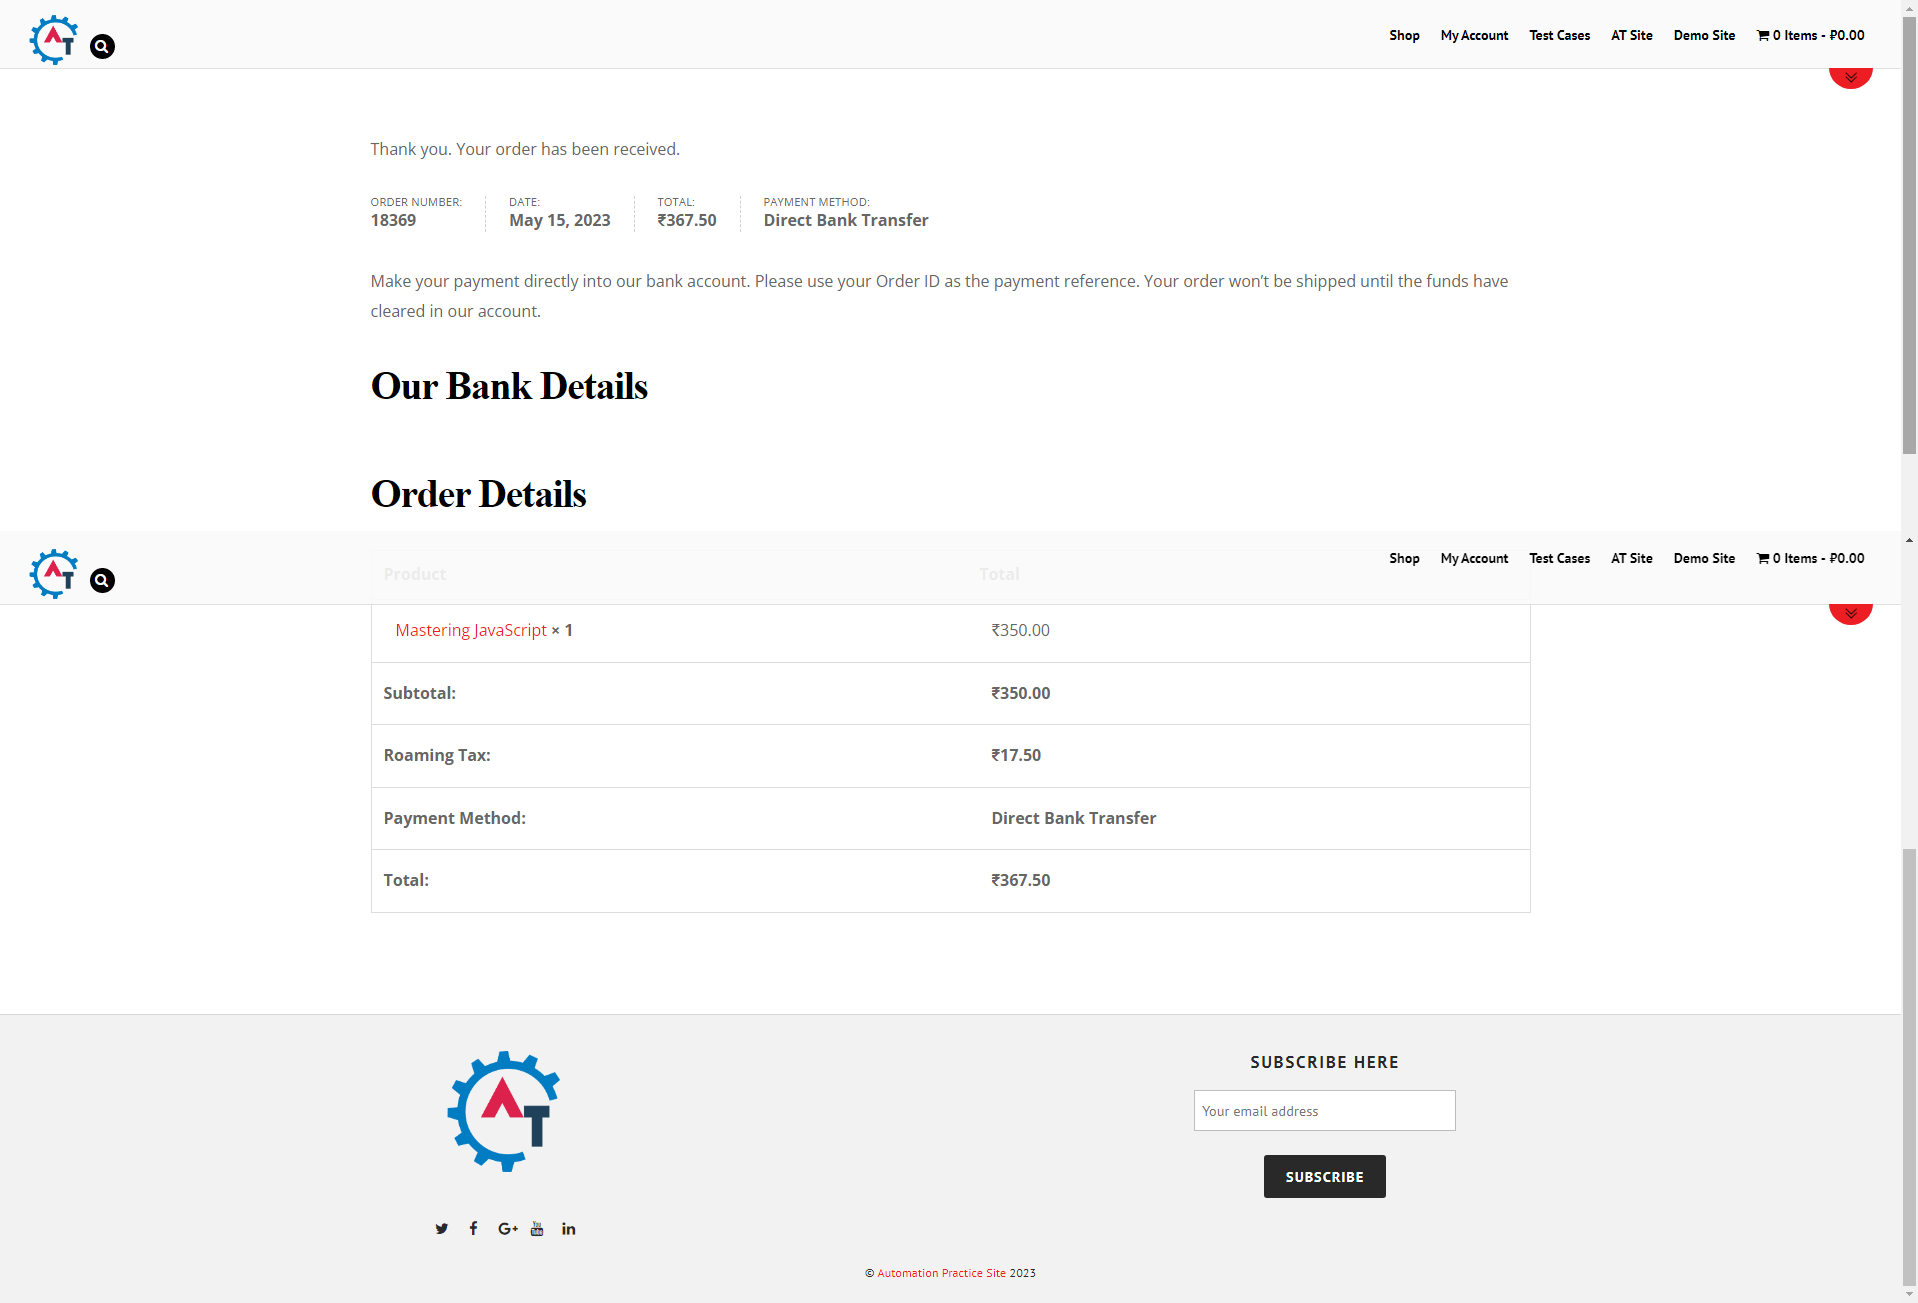 AT
Shop My Account Test Cases AT Site Demo Site 0 Items - ₽0.00
Thank you. Your order has been received.
ORDER NUMBER: DATE: TOTAL: PAYMENT METHOD:
18369 May 15, 2023 ₹367.50 Direct Bank Transfer
Make your payment directly into our bank account. Please use your Order ID as the payment reference. Your order won’t be shipped until the funds have
cleared in our account.
Our Bank Details
Order Details
AT
Shop My Account Test Cases AT Site Demo Site 0 Items - ₽0.00
Product Total
Mastering JavaScript × 1 ₹350.00
Subtotal: ₹350.00
Roaming Tax: ₹17.50
Payment Method: Direct Bank Transfer
Total: ₹367.50
AT
SUBSCRIBE HERE
Your email address
SUBSCRIBE
G+ You Tube in
© Automation Practice Site 2023